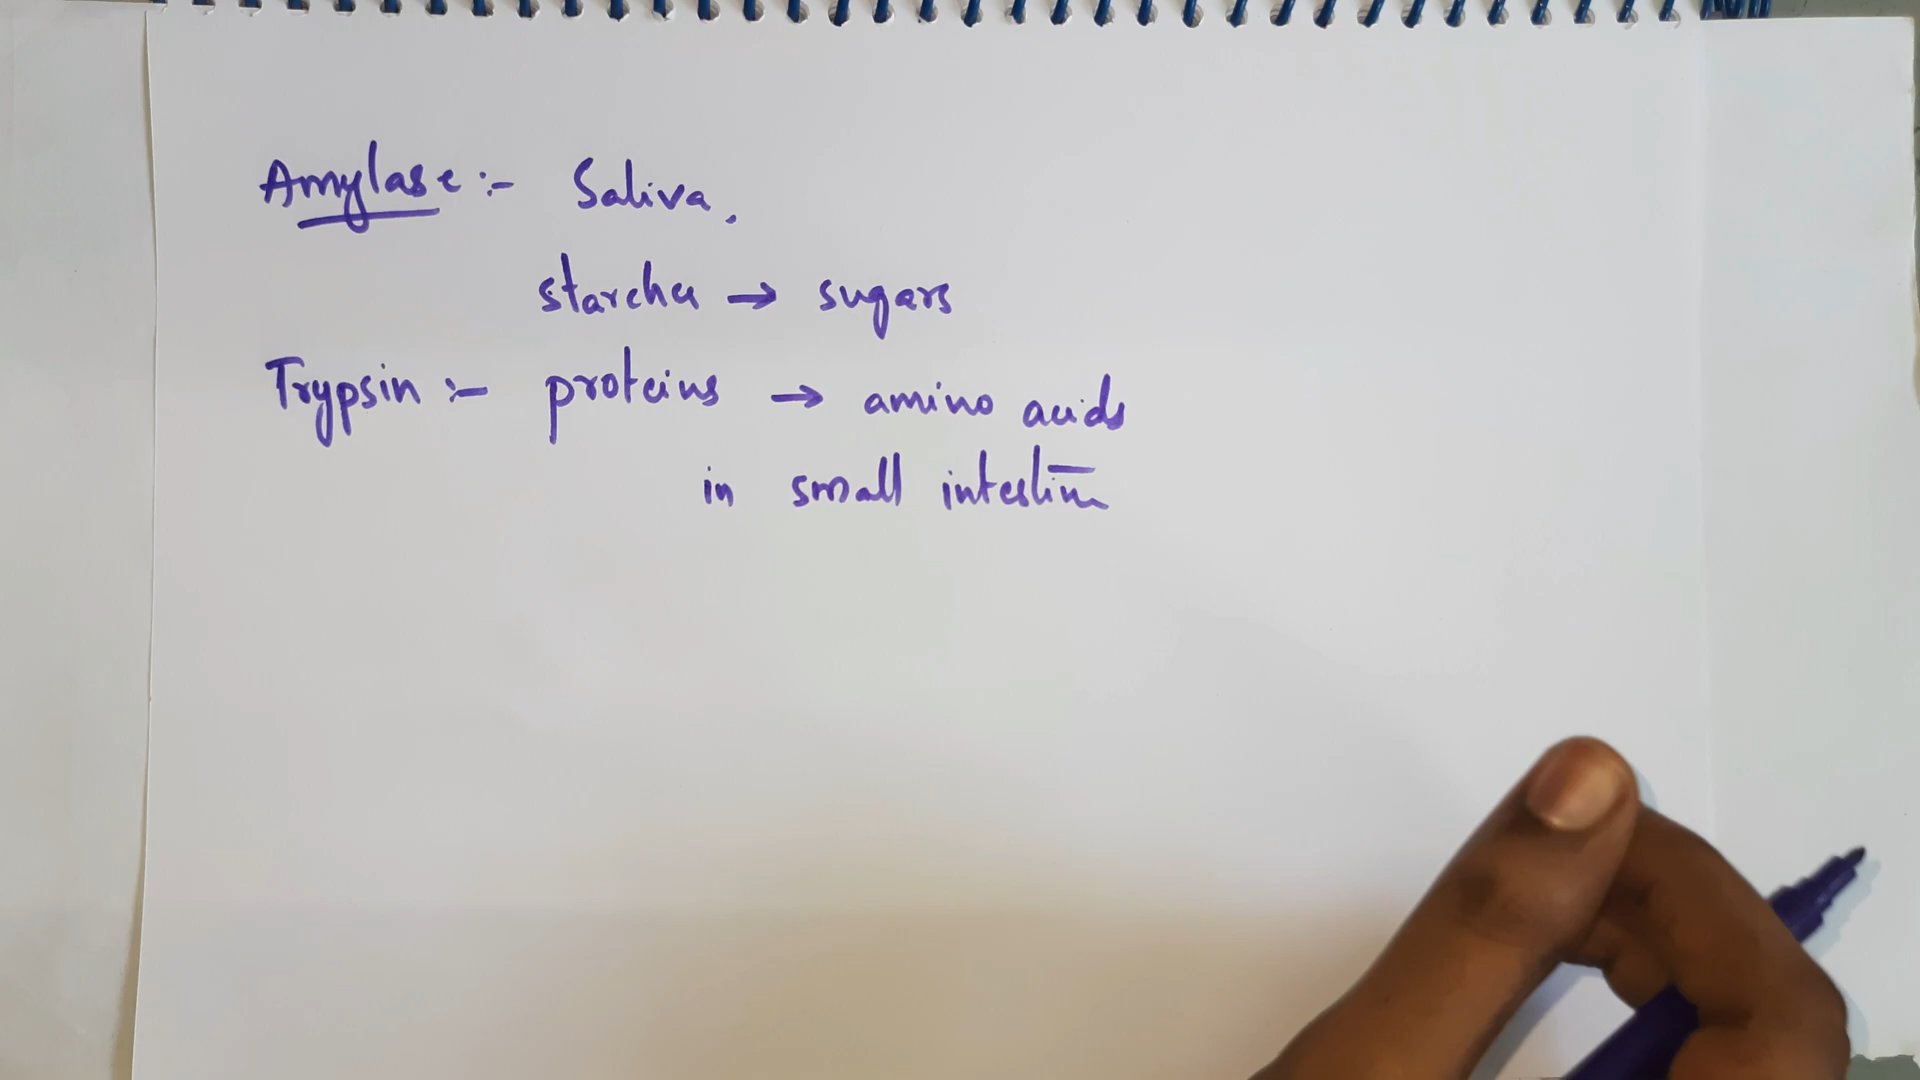 Amylase :- Saliva,
starches → sugars
Trypsin :- proteins → amino acids
in small intestine